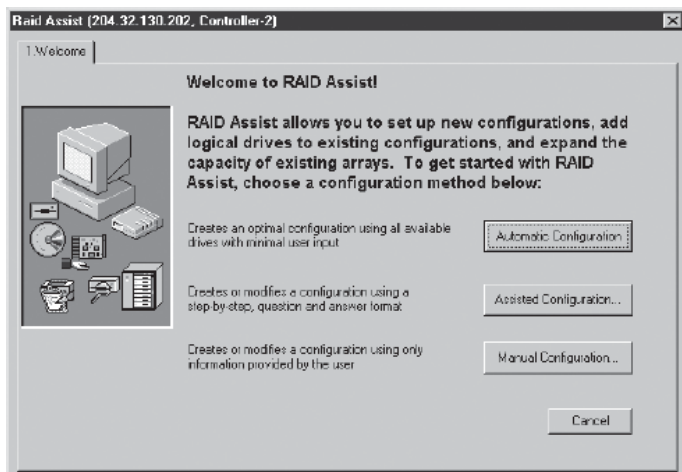 Raid Assist (204.32.130.202, Controller-2)
1.Welcome
Welcome to RAID Assist!
RAID Assist allows you to set up new configurations, add
logical drives to existing configurations, and expand the
capacity of existing arrays. To get started with RAID
Assist, choose a configuration method below:
Creates an optimal configuration using all available
drives with minimal user input
Automatic Configuration
Creates or modifies a configuration using a
step-by-step, question and answer format
Assisted Configuration...
Creates or modifies a configuration using only
information provided by the user
Manual Configuration...
Cancel